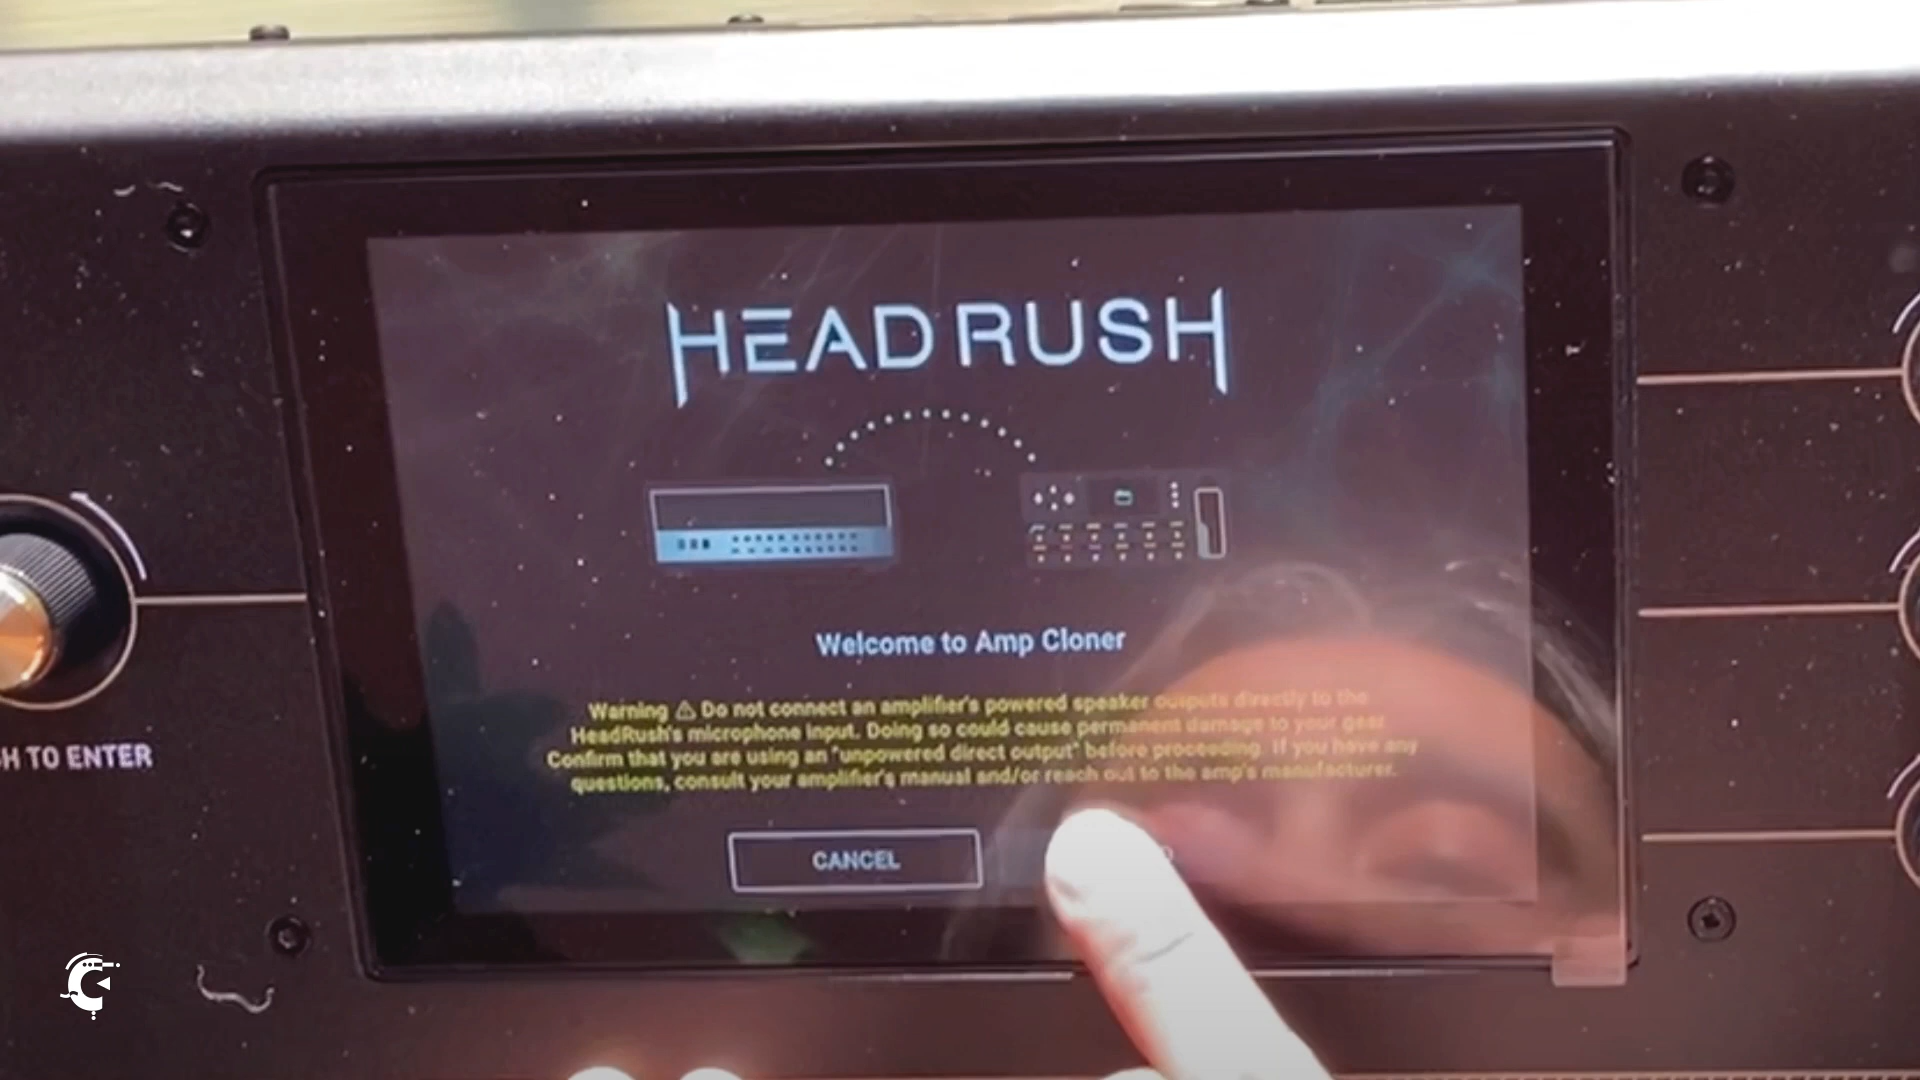 HEADRUSH
Welcome to Amp Cloner
Warning ⚠ Do not connect an amplifier's powered speaker outputs directly to the
HeadRush's microphone input. Doing so could cause permanent damage to your gear
Confirm that you are using an "unpowered direct output" before proceeding. If you have any
questions, consult your amplifier's manual and/or reach out to the amp's manufacturer.
CANCEL
H TO ENTER